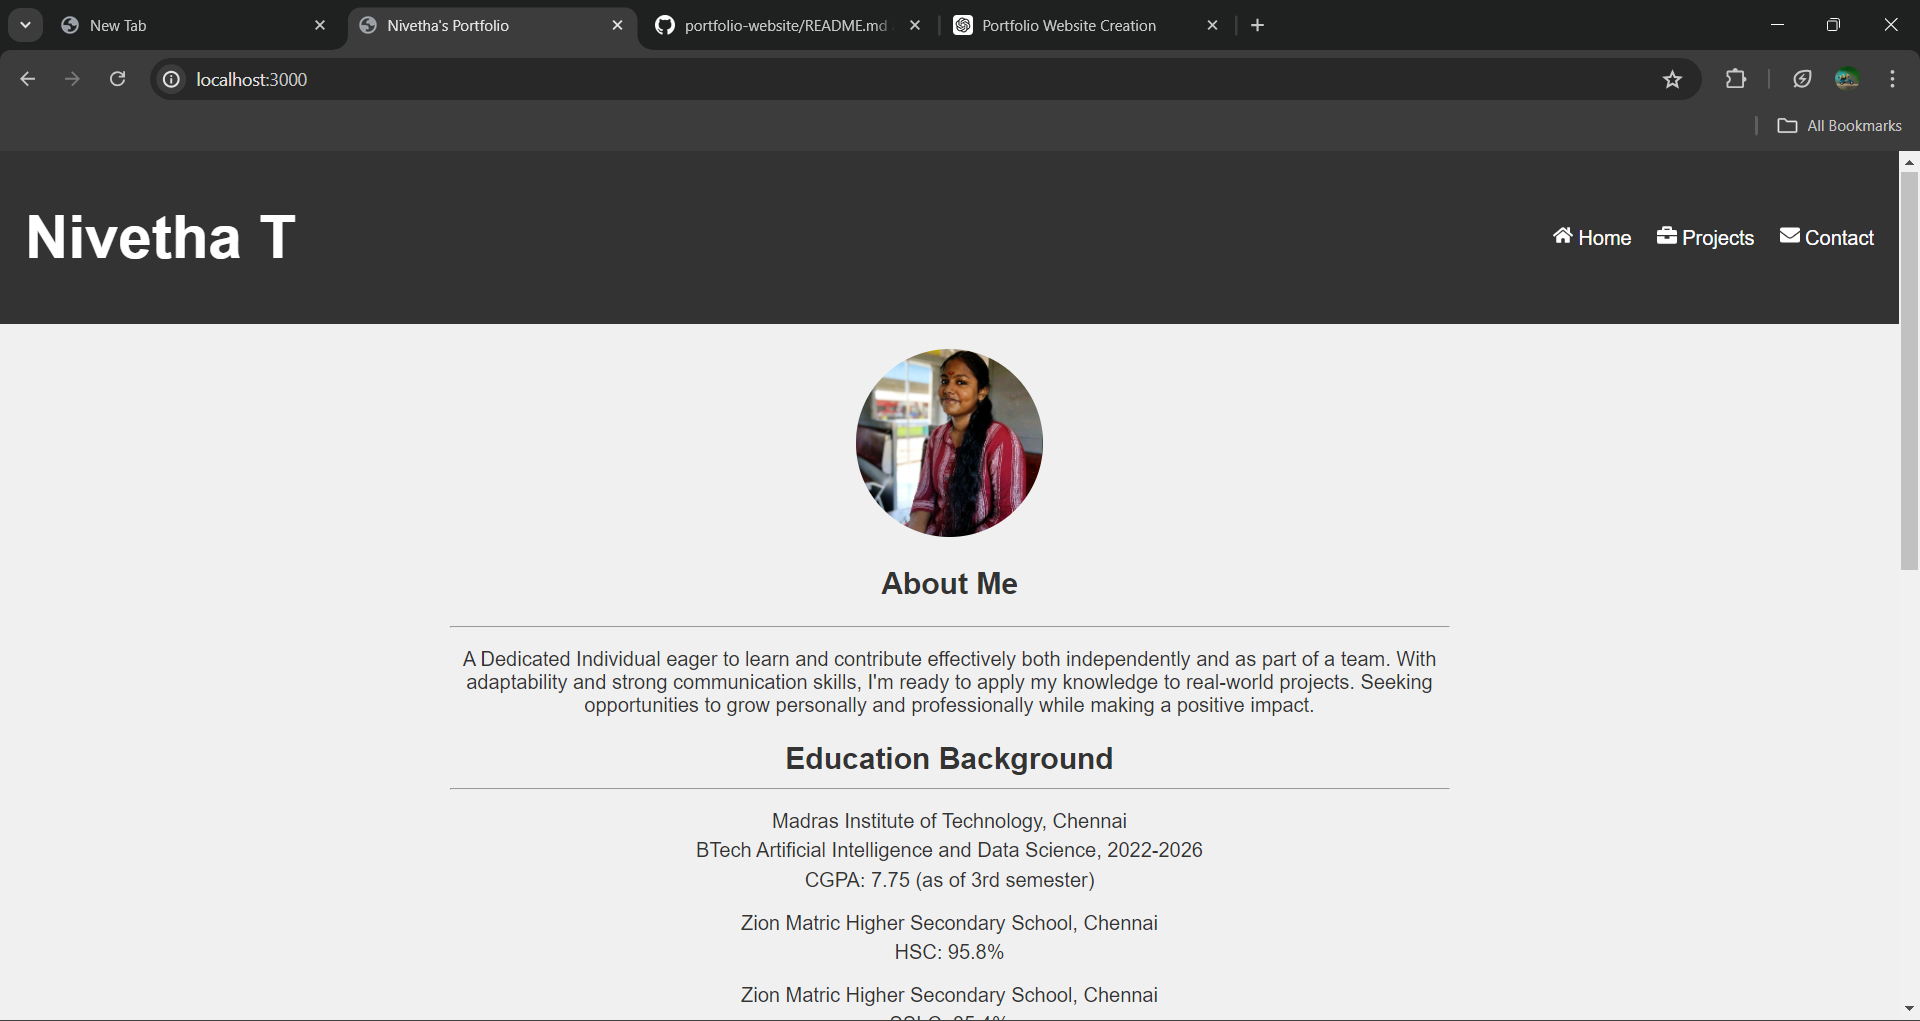 New Tab
Nivetha's Portfolio
portfolio-website/README.md
Portfolio Website Creation
localhost:3000
All Bookmarks
Nivetha T
Home
Projects
Contact
About Me
A Dedicated Individual eager to learn and contribute effectively both independently and as part of a team. With
adaptability and strong communication skills, I'm ready to apply my knowledge to real-world projects. Seeking
opportunities to grow personally and professionally while making a positive impact.
Education Background
Madras Institute of Technology, Chennai
BTech Artificial Intelligence and Data Science, 2022-2026
CGPA: 7.75 (as of 3rd semester)
Zion Matric Higher Secondary School, Chennai
HSC: 95.8%
Zion Matric Higher Secondary School, Chennai